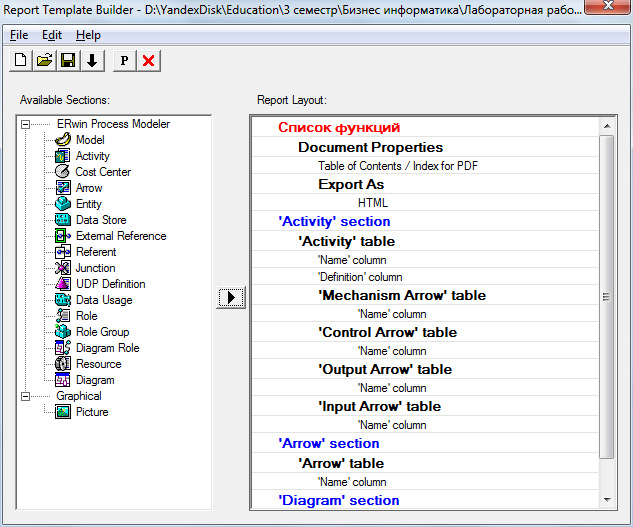 Report Template Builder - D:\YandexDisk\Education\3 семестр\Бизнес информатика\Лабораторная рабо...
File Edit Help
P
Available Sections:
ERwin Process Modeler
Model
Activity
Cost Center
Arrow
Entity
Data Store
External Reference
Referent
Junction
UDP Definition
Data Usage
Role
Role Group
Diagram Role
Resource
Diagram
Graphical
Picture
Report Layout:
Список функций
Document Properties
Table of Contents / Index for PDF
Export As
HTML
'Activity' section
'Activity' table
'Name' column
'Definition' column
'Mechanism Arrow' table
'Name' column
'Control Arrow' table
'Name' column
'Output Arrow' table
'Name' column
'Input Arrow' table
'Name' column
'Arrow' section
'Arrow' table
'Name' column
'Diagram' section